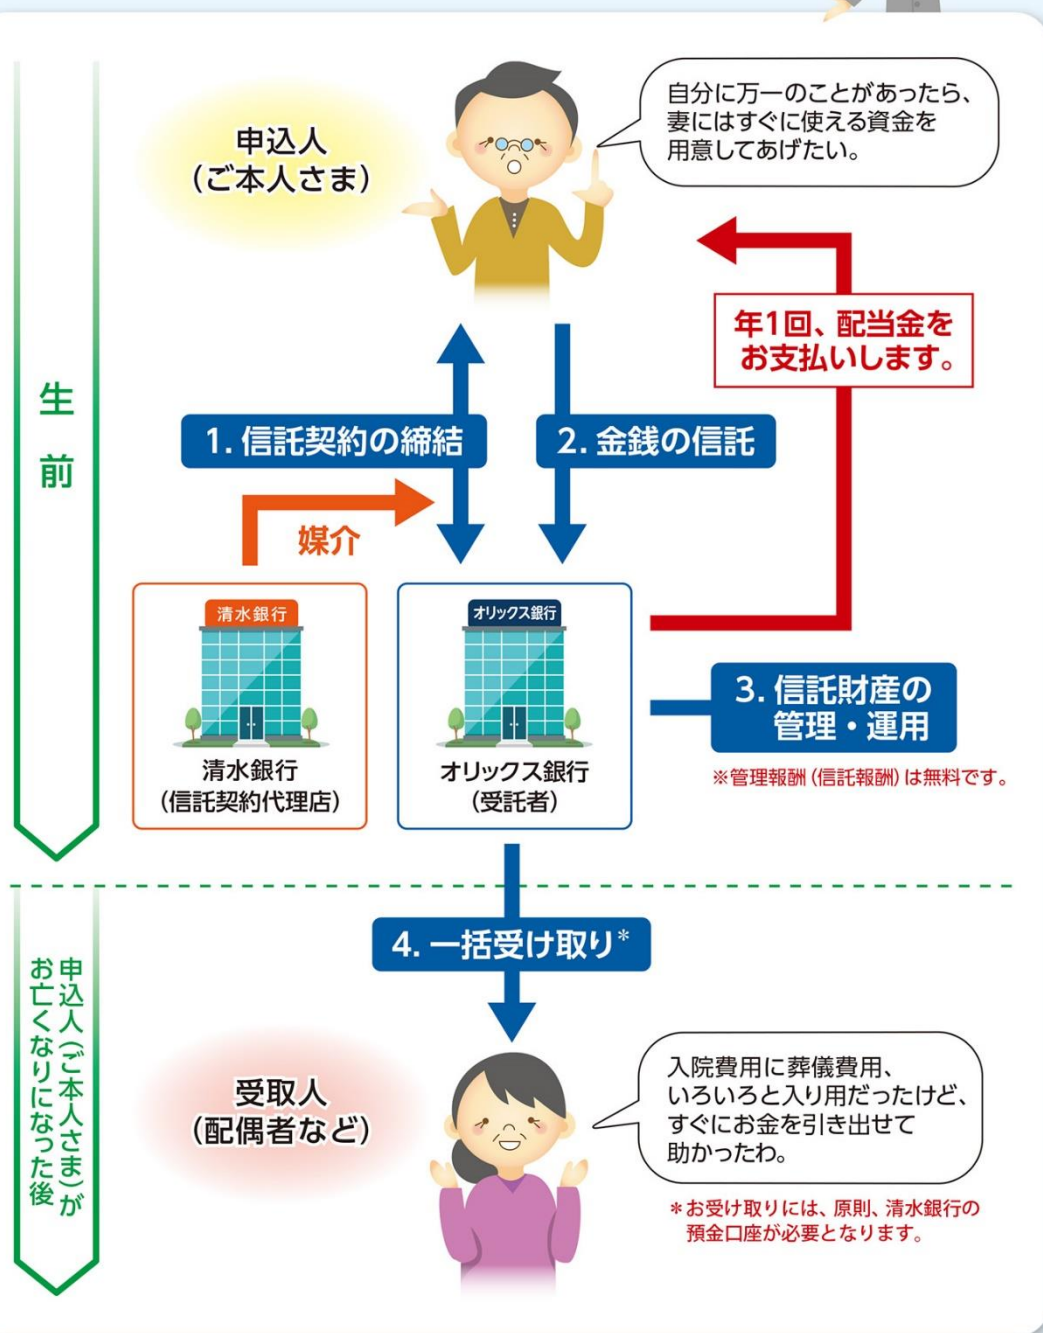 申込人
(ご本人さま)
自分に万一のことがあったら、
妻にはすぐに使える資金を
用意してあげたい。
年1回、配当金を
お支払いします。
生前
1. 信託契約の締結
2. 金銭の信託
媒介
清水銀行
オリックス銀行
清水銀行
(信託契約代理店)
オリックス銀行
(受託者)
3. 信託財産の
管理・運用
※管理報酬(信託報酬)は無料です。
4. 一括受け取り*
申込人(ご本人さま)が
お亡くなりになった後
受取人
(配偶者など)
入院費用に葬儀費用、
いろいろと入り用だったけど、
すぐにお金を引き出せて
助かったわ。
*お受け取りには、原則、清水銀行の
預金口座が必要となります。